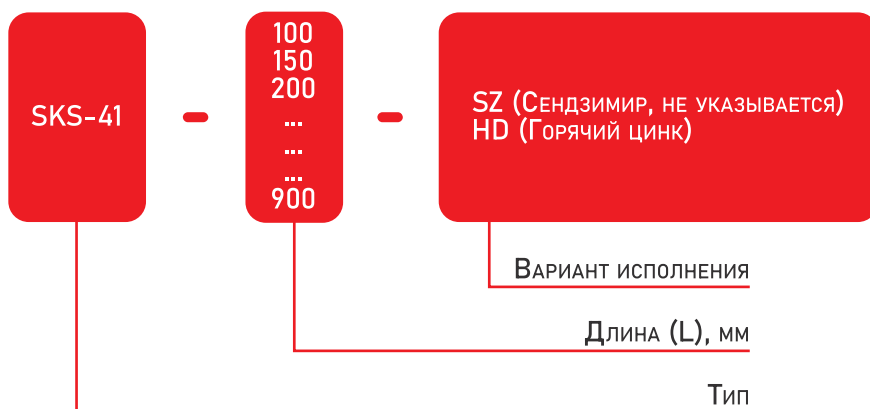 SKS-41
-
100
150
200
...
...
...
900
-
SZ (Сендзимир, не указывается)
HD (Горячий цинк)
Вариант исполнения
Длина (L), мм
Тип